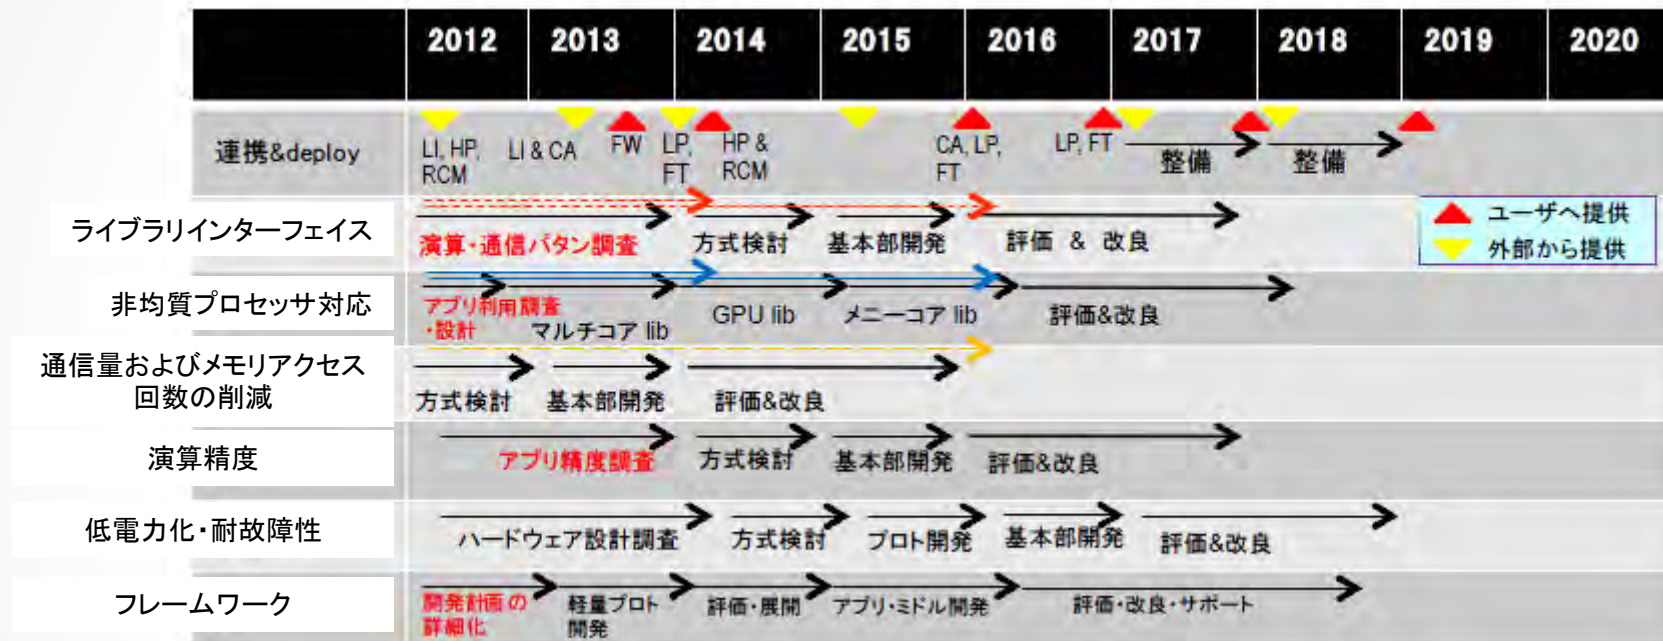 2012 2013 2014 2015 2016 2017 2018 2019 2020
連携&deploy
LI, HP,
RCM
LI & CA
FW
LP,
FT
HP &
RCM
CA, LP,
FT
LP, FT
整備
整備
ユーザへ提供
外部から提供
ライブラリインターフェイス
演算・通信パタン調査
方式検討
基本部開発
評価 & 改良
非均質プロセッサ対応
アプリ利用調査
・設計
マルチコア lib
GPU lib
メニーコア lib
評価&改良
通信量およびメモリアクセス
回数の削減
方式検討
基本部開発
評価&改良
演算精度
アプリ精度調査
方式検討
基本部開発
評価&改良
低電力化・耐故障性
ハードウェア設計調査
方式検討
プロト開発
基本部開発
評価&改良
フレームワーク
開発計画の
詳細化
軽量プロト
開発
評価・展開
アプリ・ミドル開発
評価・改良・サポート